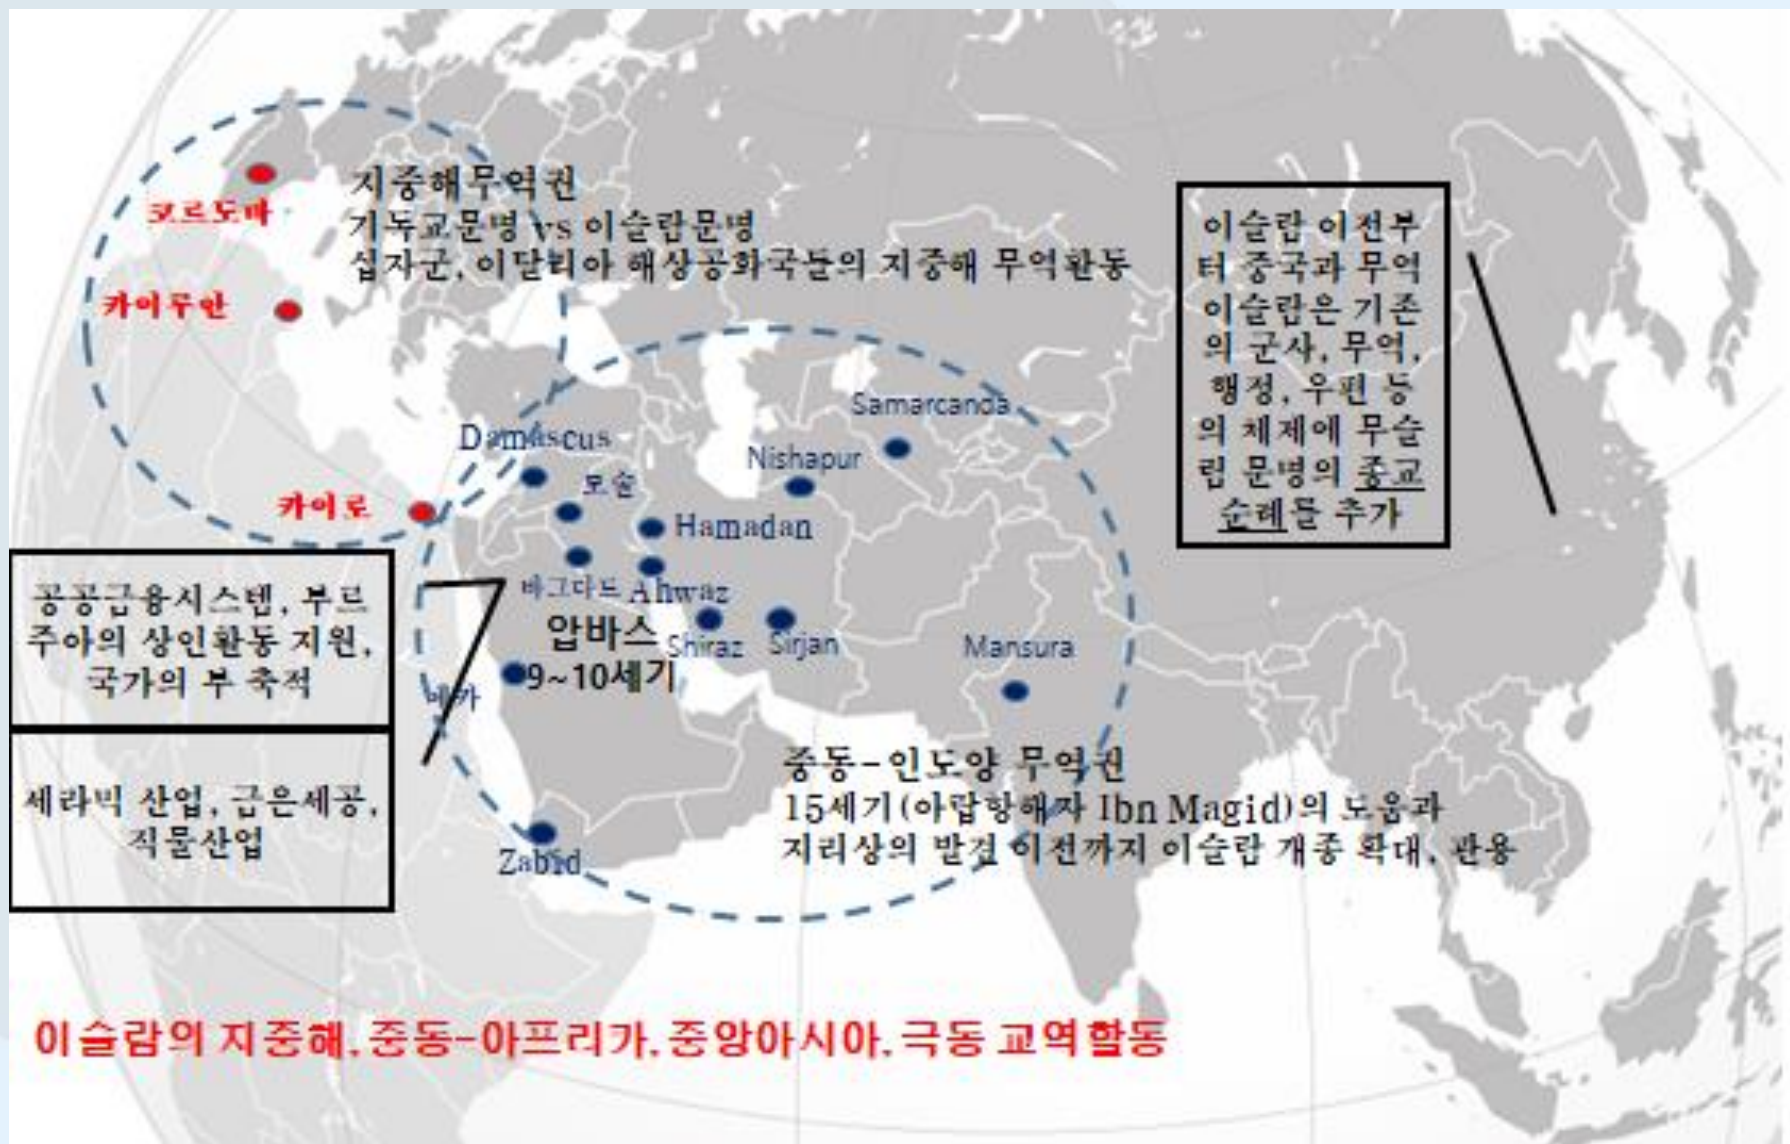 지중해무역권
기독교문명 vs 이슬람문명
십자군, 이탈리아 해상공화국들의 지중해 무역활동
코르도바
카이루안
카이로
이슬람 이전부
터 중국과 무역
이슬람은 기존
의 군사, 무역,
행정, 우편 등
의 체제에 무슬
림 문명의 종교
순례를 추가
Samarcanda
Damascus
Nishapur
모술
Hamadan
바그다드
Ahwaz
압바스
9~10세기
Shiraz
Sirjan
Mansura
메카
Zabid
공공금융시스템, 부르
주아의 상인활동 지원,
국가의 부 축적
세라믹 산업, 금은세공,
직물산업
중동-인도양 무역권
15세기(아랍항해자 Ibn Magid)의 도움과
지리상의 발견 이전까지 이슬람 개종 확대, 관용
이슬람의 지중해, 중동-아프리가, 중앙아시아, 극동 교역할동